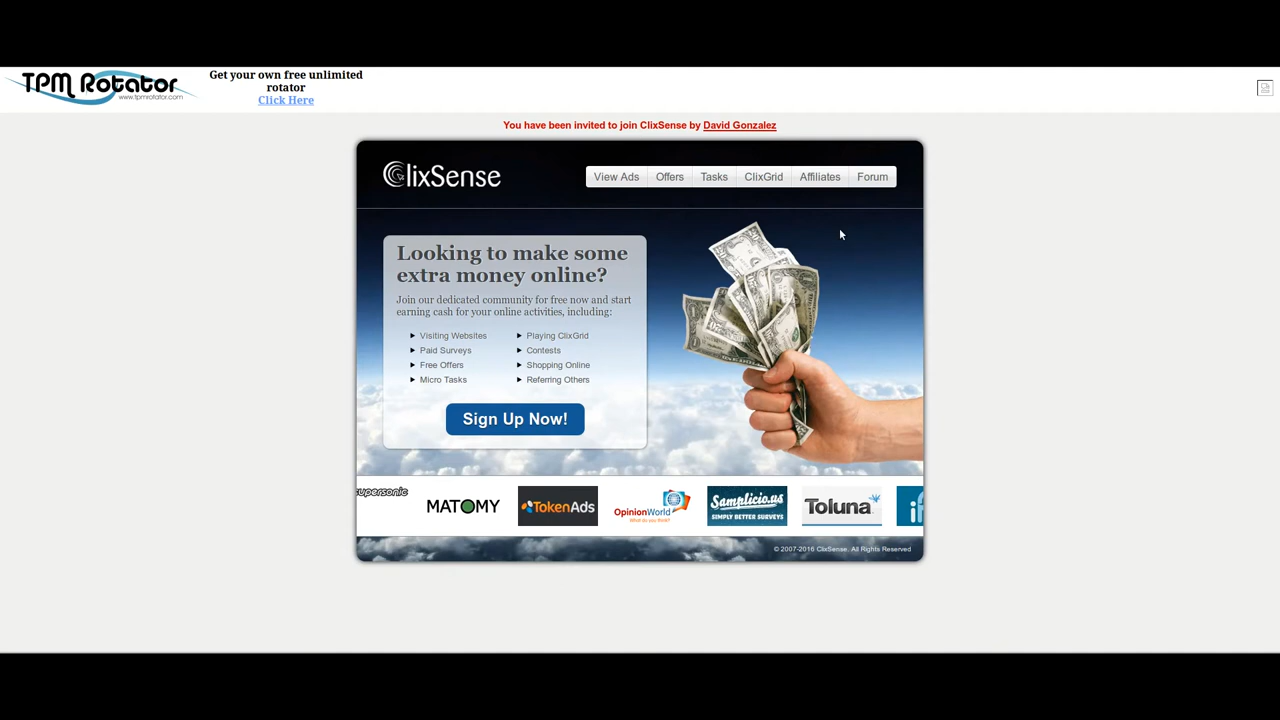 TPM Rotator
www.tpmrotator.com
Get your own free unlimited
rotator
Click Here
You have been invited to join ClixSense by David Gonzalez
ClixSense
View Ads Offers Tasks ClixGrid Affiliates Forum
Looking to make some
extra money online?
Join our dedicated community for free now and start
earning cash for your online activities, including:
Visiting Websites Playing ClixGrid
Paid Surveys Contests
Free Offers Shopping Online
Micro Tasks Referring Others
Sign Up Now!
MATOMY TokenAds OpinionWorld Samplicio.us Toluna
What do you think? SIMPLY BETTER SURVEYS
© 2007-2016 ClixSense. All Rights Reserved